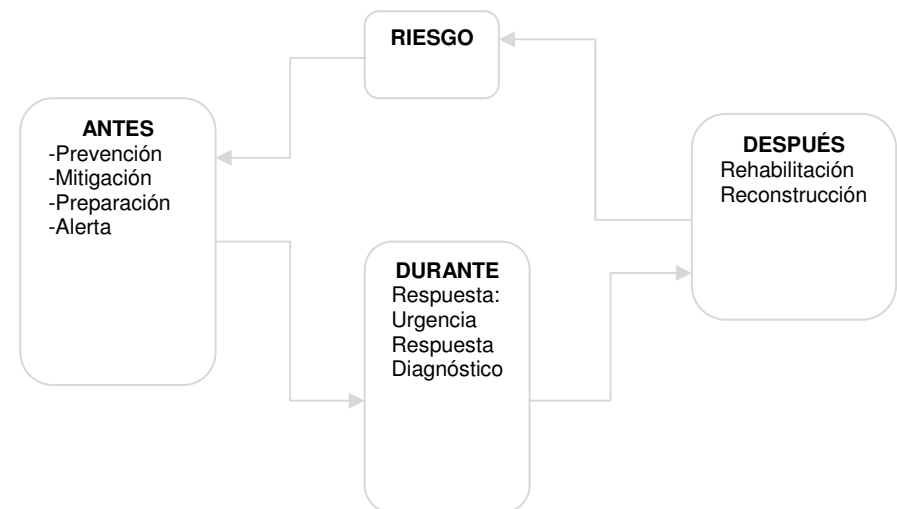 RIESGO
ANTES
-Prevención
-Mitigación
-Preparación
-Alerta
DURANTE
Respuesta:
Urgencia
Respuesta
Diagnóstico
DESPUÉS
Rehabilitación
Reconstrucción